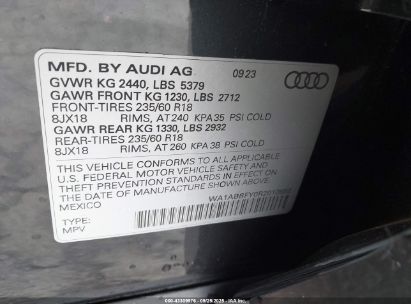 MFD. BY AUDI AG 09.23
GVWR KG 2440, LBS 5379
GAWR FRONT KG 1230, LBS 2712
FRONT-TIRES 235/60 R18
8JX18 RIMS, AT 240 KPA 35 PSI COLD
GAWR REAR KG 1330, LBS 2932
REAR-TIRES 235/60 R18
8JX18 RIMS, AT 260 KPA 38 PSI COLD
THIS VEHICLE CONFORMS TO ALL APPLICABLE
U.S. FEDERAL MOTOR VEHICLE SAFETY AND
THEFT PREVENTION STANDARDS IN EFFECT ON
THE DATE OF MANUFACTURE SHOWN ABOVE.
MEXICO
TYPE:
MPV